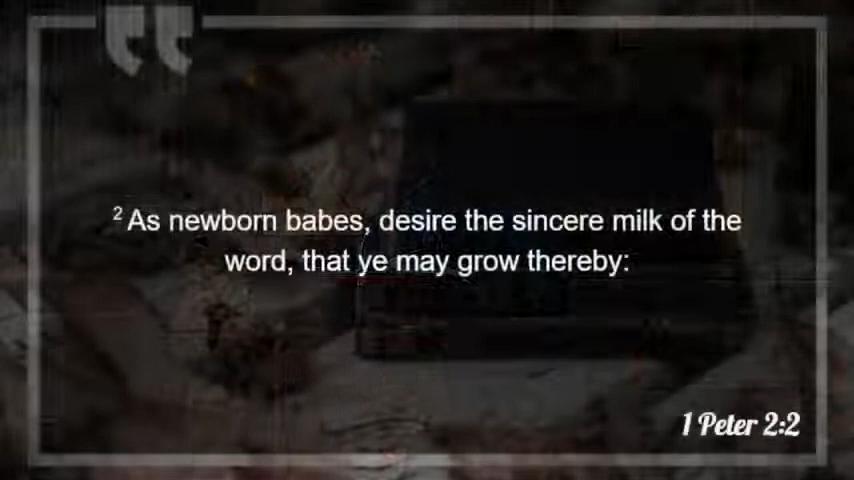 2 As newborn babes, desire the sincere milk of the
word, that ye may grow thereby:
1 Peter 2:2